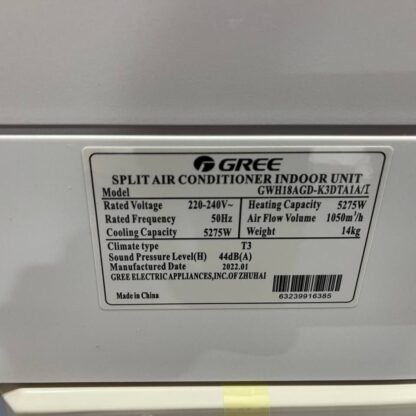 GREE
SPLIT AIR CONDITIONER INDOOR UNIT
Model GWH18AGD-K3DTA1A/I
Rated Voltage 220-240V~ Heating Capacity 5275W
Rated Frequency 50Hz Air Flow Volume 1050m³/h
Cooling Capacity 5275W Weight 14kg
Climate type T3
Sound Pressure Level(H) 44dB(A)
Manufactured Date 2022.01
GREE ELECTRIC APPLIANCES,INC.OF ZHUHAI
Made in China 63239916385